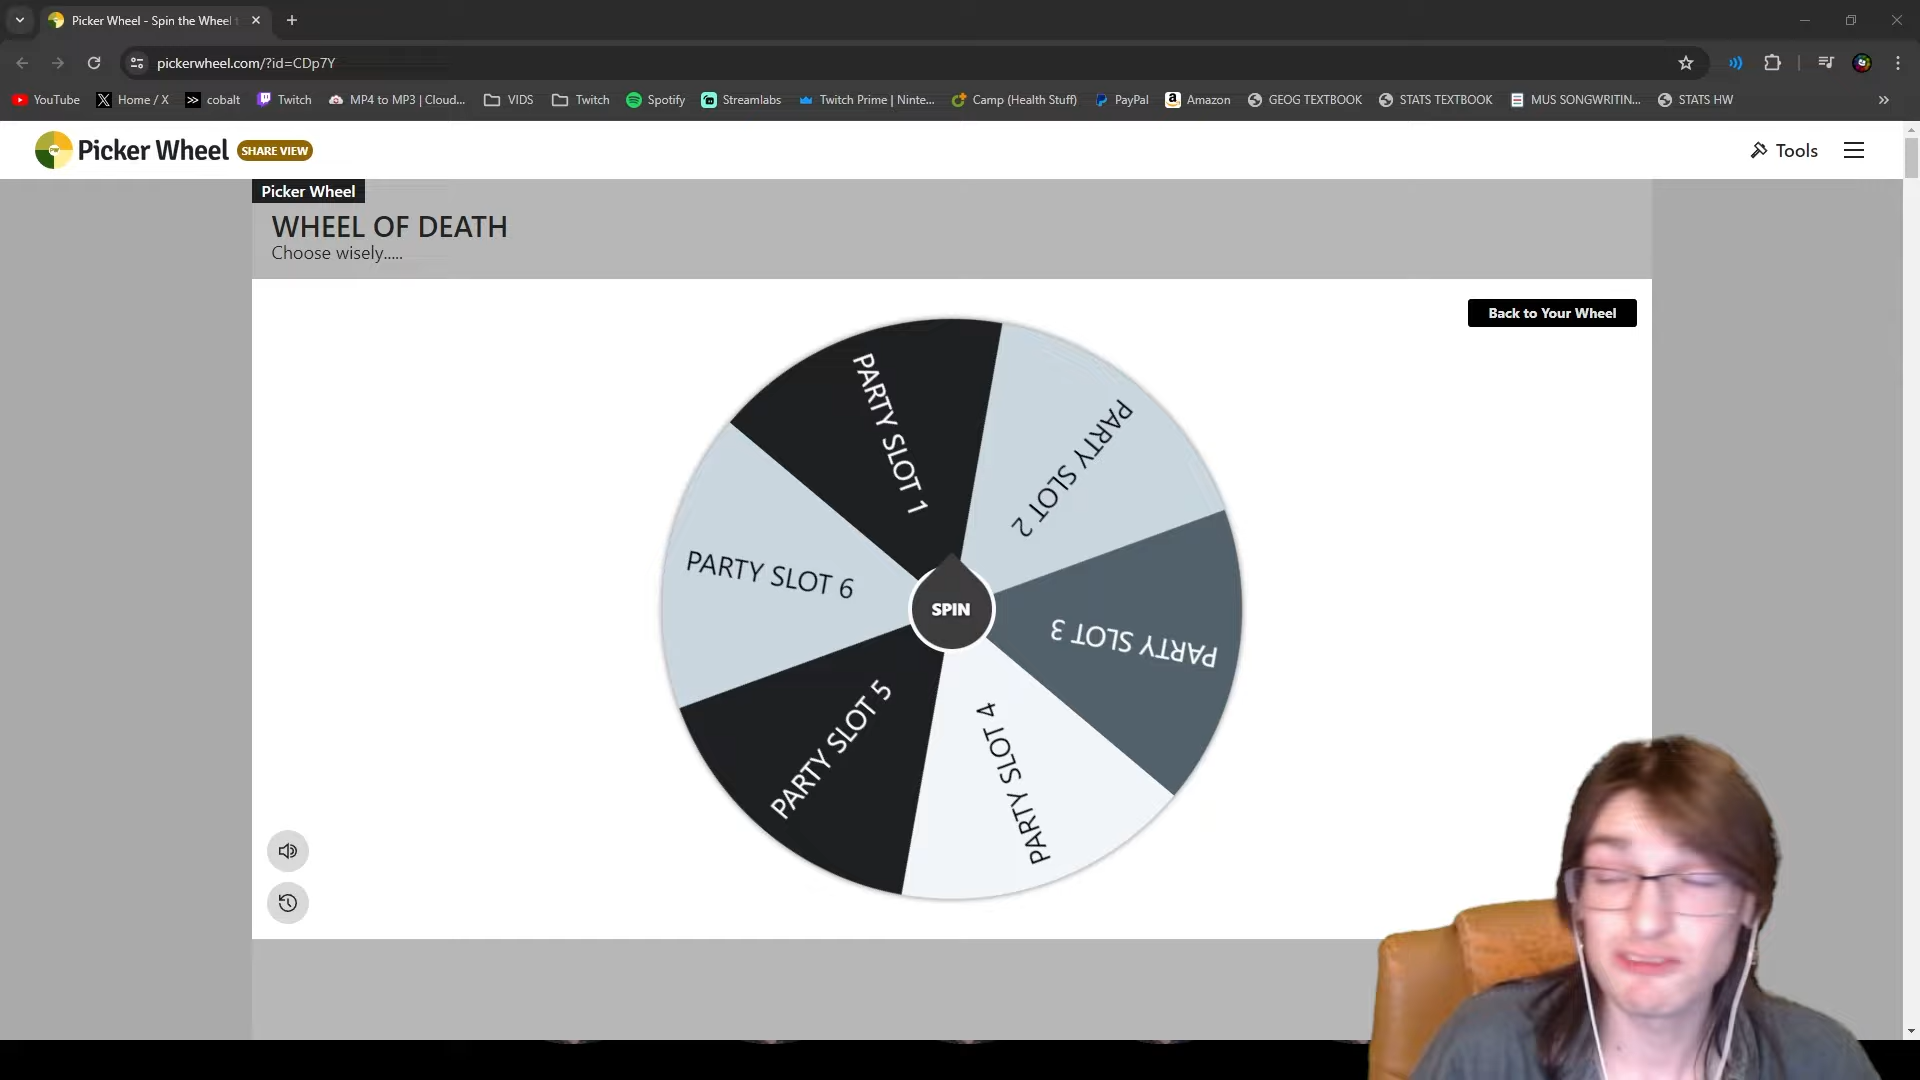 Picker Wheel - Spin the Wheel
pickerwheel.com/?id=CDp7Y
YouTube
Home / X
cobalt
Twitch
MP4 to MP3 | Cloud...
VIDS
Twitch
Spotify
Streamlabs
Twitch Prime | Ninte...
Camp (Health Stuff)
PayPal
Amazon
GEOG TEXTBOOK
STATS TEXTBOOK
MUS SONGWRITIN...
STATS HW
Picker Wheel
SHARE VIEW
Tools
Picker Wheel
WHEEL OF DEATH
Choose wisely.....
Back to Your Wheel
PARTY SLOT 1
PARTY SLOT 2
PARTY SLOT 3
PARTY SLOT 4
PARTY SLOT 5
PARTY SLOT 6
SPIN